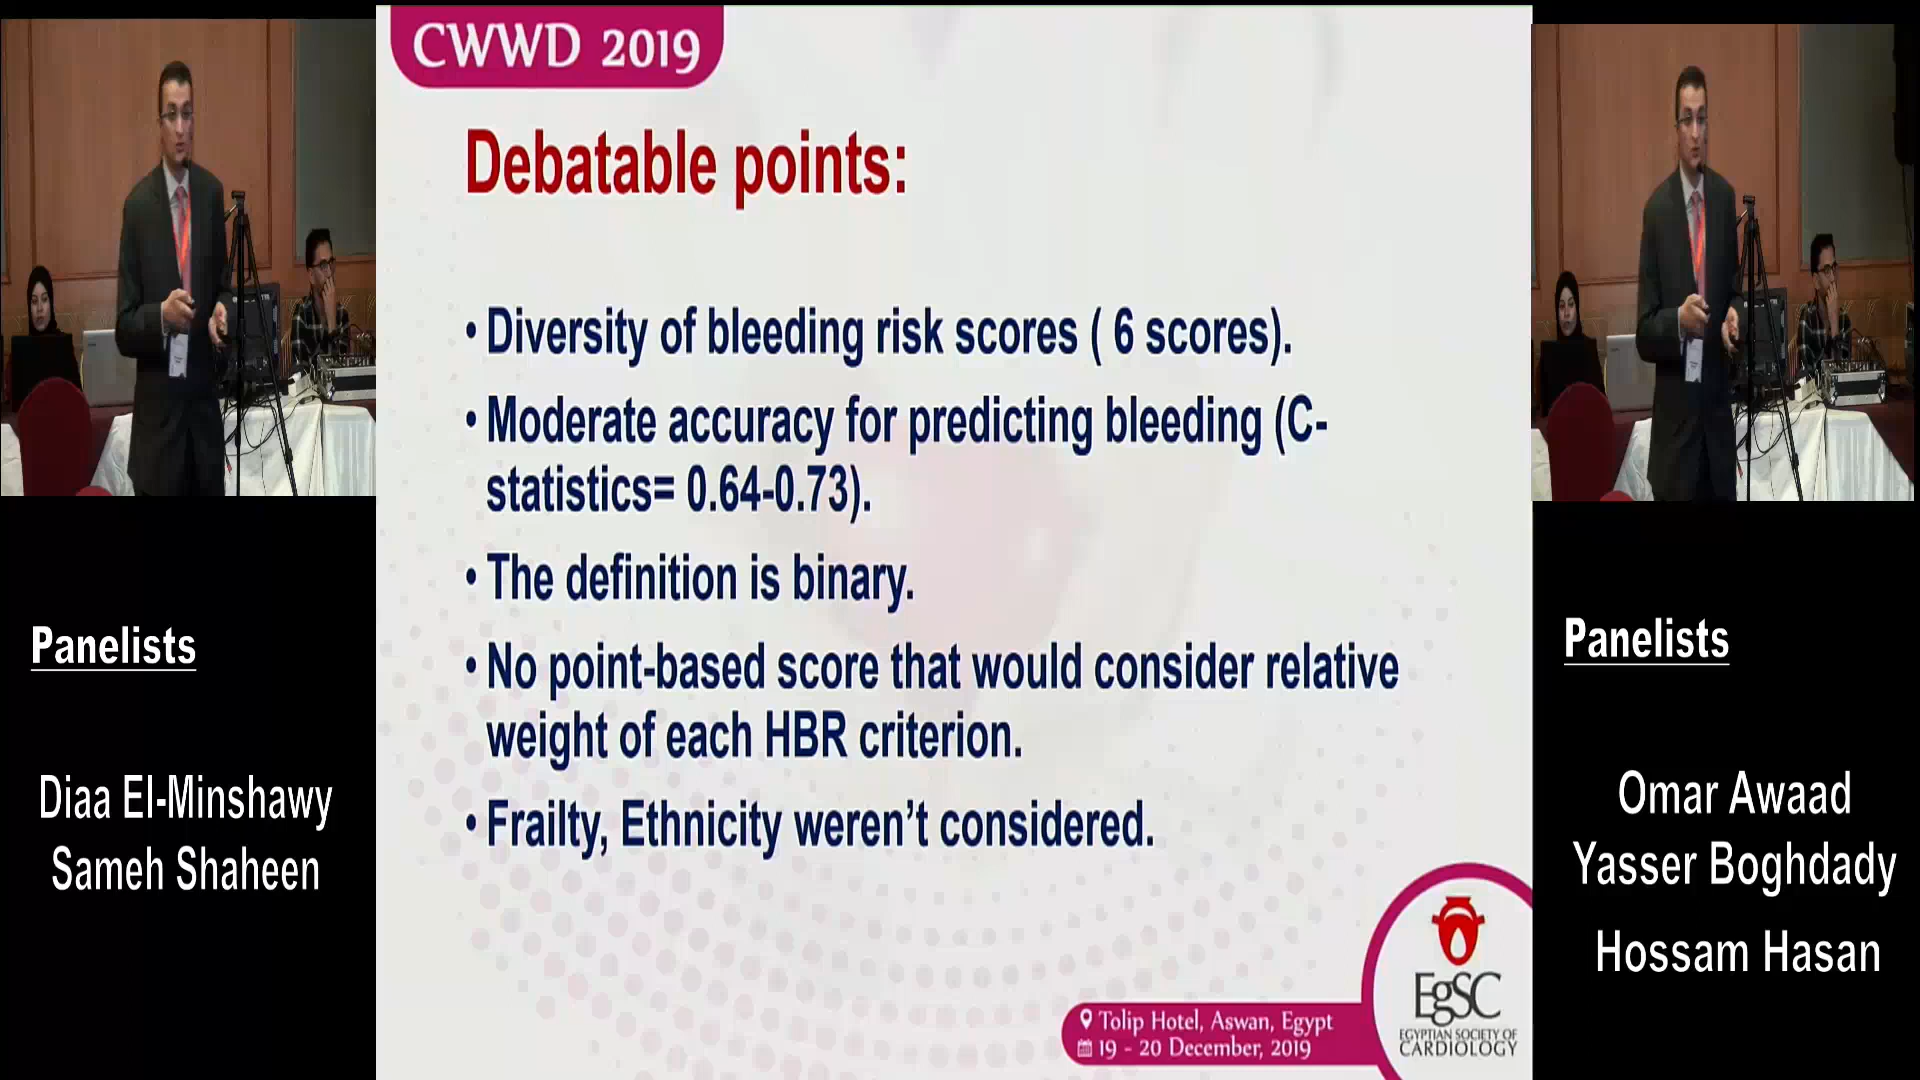 CWWD 2019
Debatable points:
• Diversity of bleeding risk scores ( 6 scores).
• Moderate accuracy for predicting bleeding (C-
statistics= 0.64-0.73).
• The definition is binary.
• No point-based score that would consider relative
weight of each HBR criterion.
• Frailty, Ethnicity weren’t considered.
Panelists
Diaa El-Minshawy
Sameh Shaheen
Panelists
Omar Awaad
Yasser Boghdady
Hossam Hasan
EgSC
EGYPTIAN SOCIETY OF
CARDIOLOGY
Tolip Hotel, Aswan, Egypt
19 - 20 December, 2019